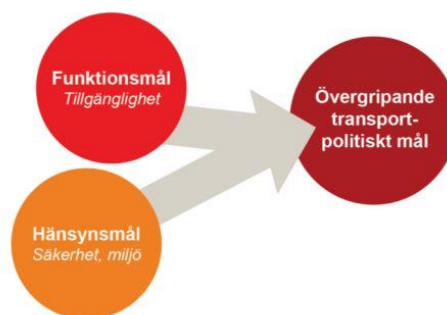 Funktionsmål
Tillgänglighet
Övergripande
transport-
politiskt mål
Hänsynsmål
Säkerhet, miljö